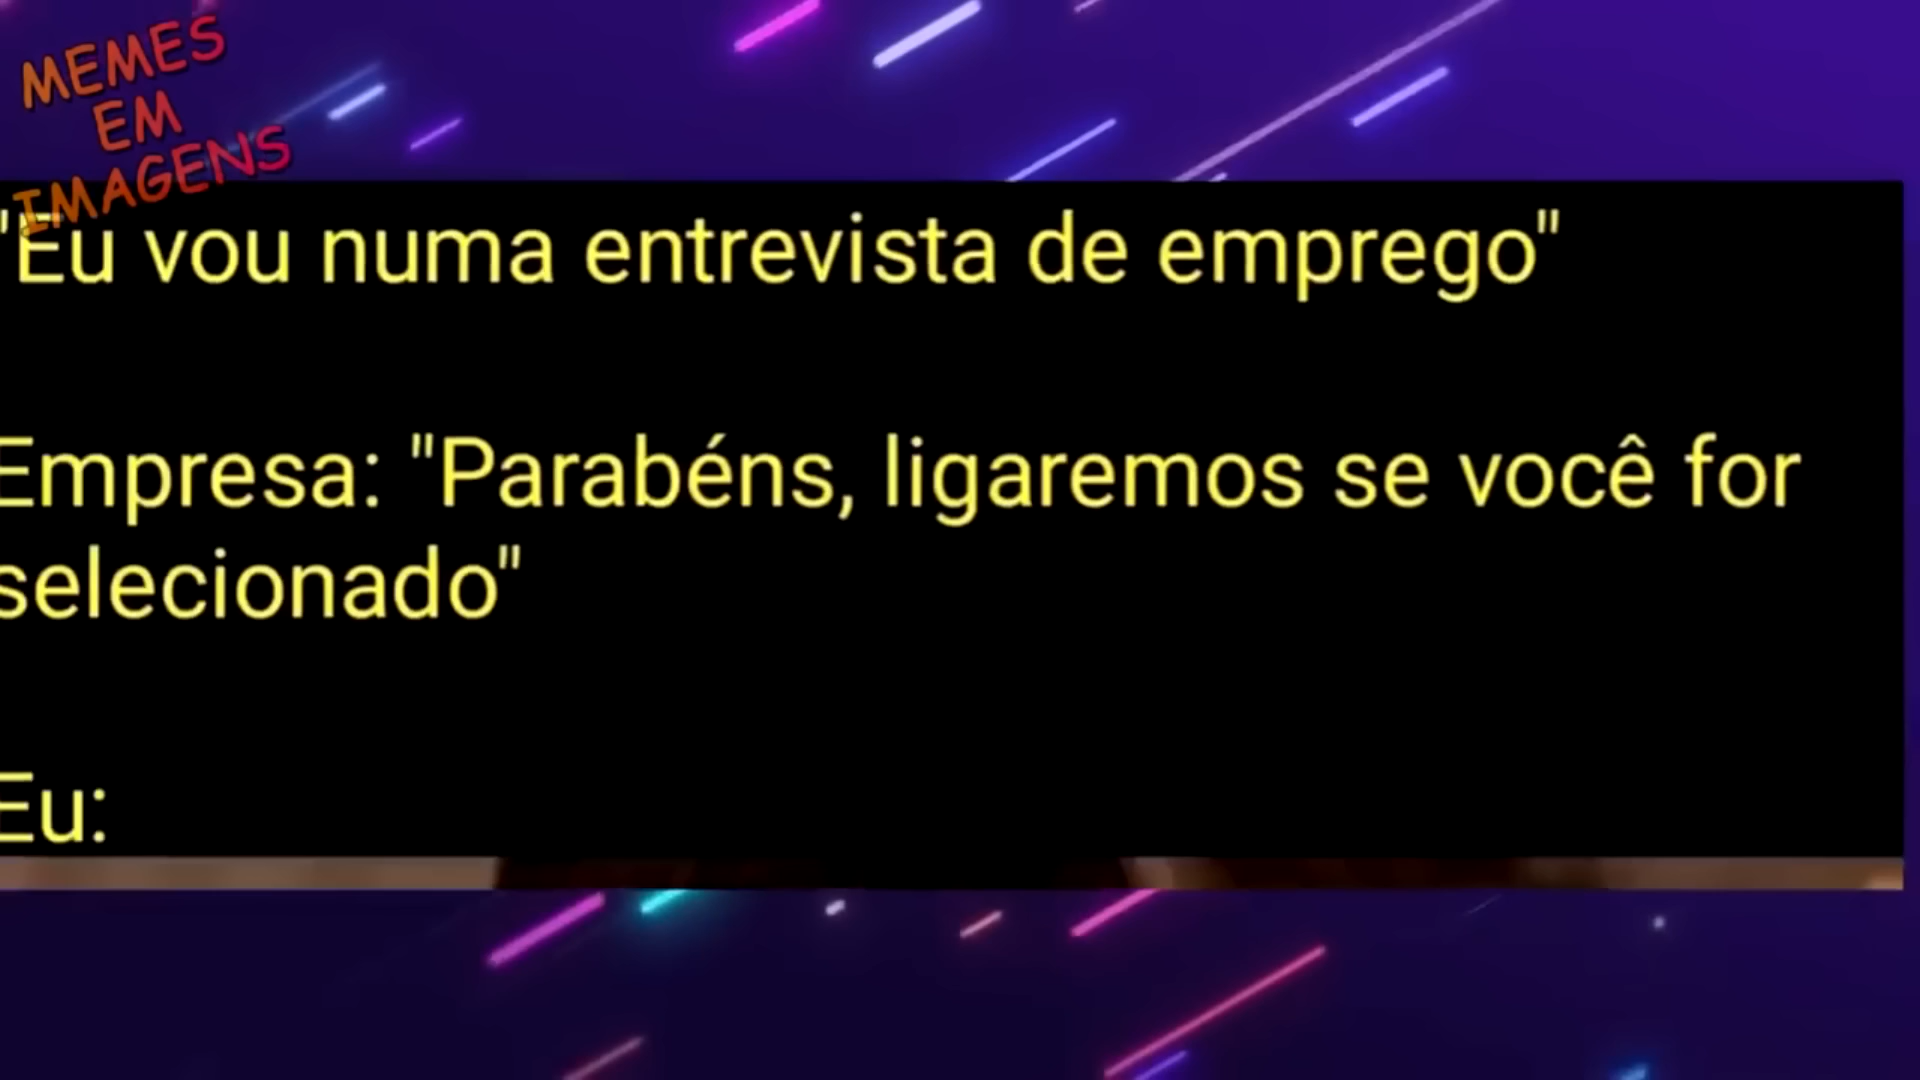 MEMES
EM
IMAGENS
"Eu vou numa entrevista de emprego"
Empresa: "Parabéns, ligaremos se você for
selecionado"
Eu: